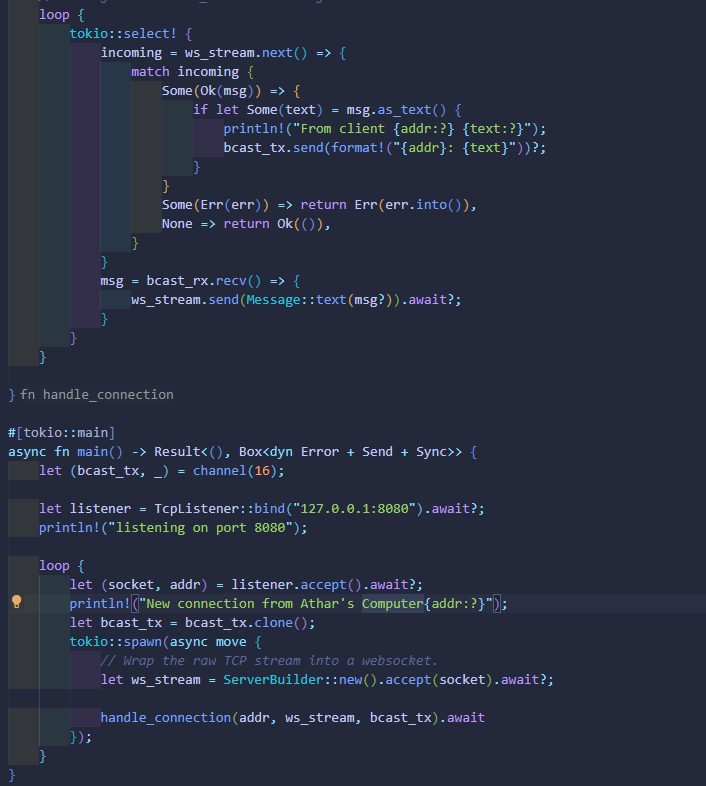 loop {
tokio::select! {
incoming = ws_stream.next() => {
match incoming {
Some(Ok(msg)) => {
if let Some(text) = msg.as_text() {
println!("From client {addr:?} {text:?}");
bcast_tx.send(format!("{addr}: {text}"))?;
}
}
Some(Err(err)) => return Err(err.into()),
None => return Ok(()),
}
}
msg = bcast_rx.recv() => {
ws_stream.send(Message::text(msg?)).await?;
}
}
}
} fn handle_connection
#[tokio::main]
async fn main() -> Result<(), Box<dyn Error + Send + Sync>> {
let (bcast_tx, _) = channel(16);
let listener = TcpListener::bind("127.0.0.1:8080").await?;
println!("listening on port 8080");
loop {
let (socket, addr) = listener.accept().await?;
println!("New connection from Athar's Computer{addr:?}");
let bcast_tx = bcast_tx.clone();
tokio::spawn(async move {
// Wrap the raw TCP stream into a websocket.
let ws_stream = ServerBuilder::new().accept(socket).await?;
handle_connection(addr, ws_stream, bcast_tx).await
});
}
}